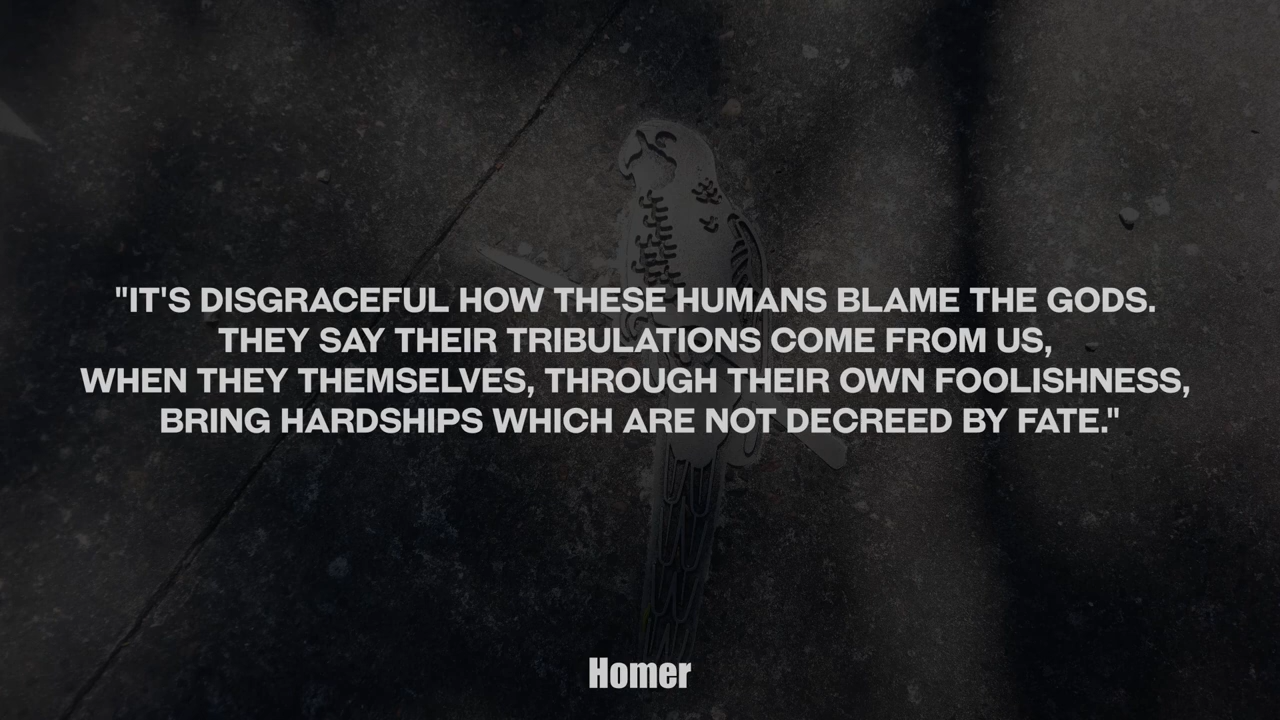 "IT'S DISGRACEFUL HOW THESE HUMANS BLAME THE GODS.
THEY SAY THEIR TRIBULATIONS COME FROM US,
WHEN THEY THEMSELVES, THROUGH THEIR OWN FOOLISHNESS,
BRING HARDSHIPS WHICH ARE NOT DECREED BY FATE."
Homer